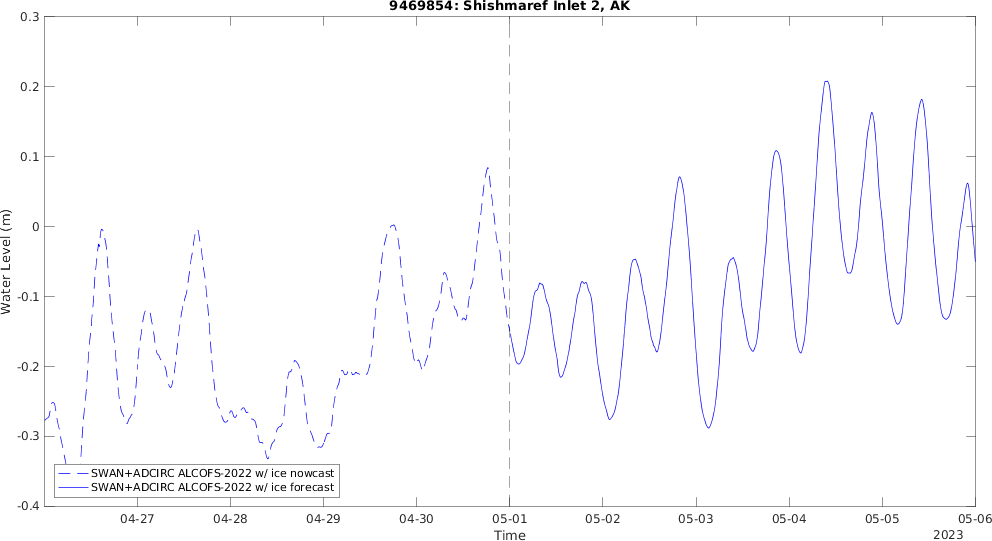 9469854: Shishmaref Inlet 2, AK
0.3
0.2
0.1
0
-0.1
-0.2
-0.3
-0.4
Water Level (m)
SWAN+ADCIRC ALCOFS-2022 w/ ice nowcast
SWAN+ADCIRC ALCOFS-2022 w/ ice forecast
04-27 04-28 04-29 04-30 05-01 05-02 05-03 05-04 05-05 05-06
Time
2023